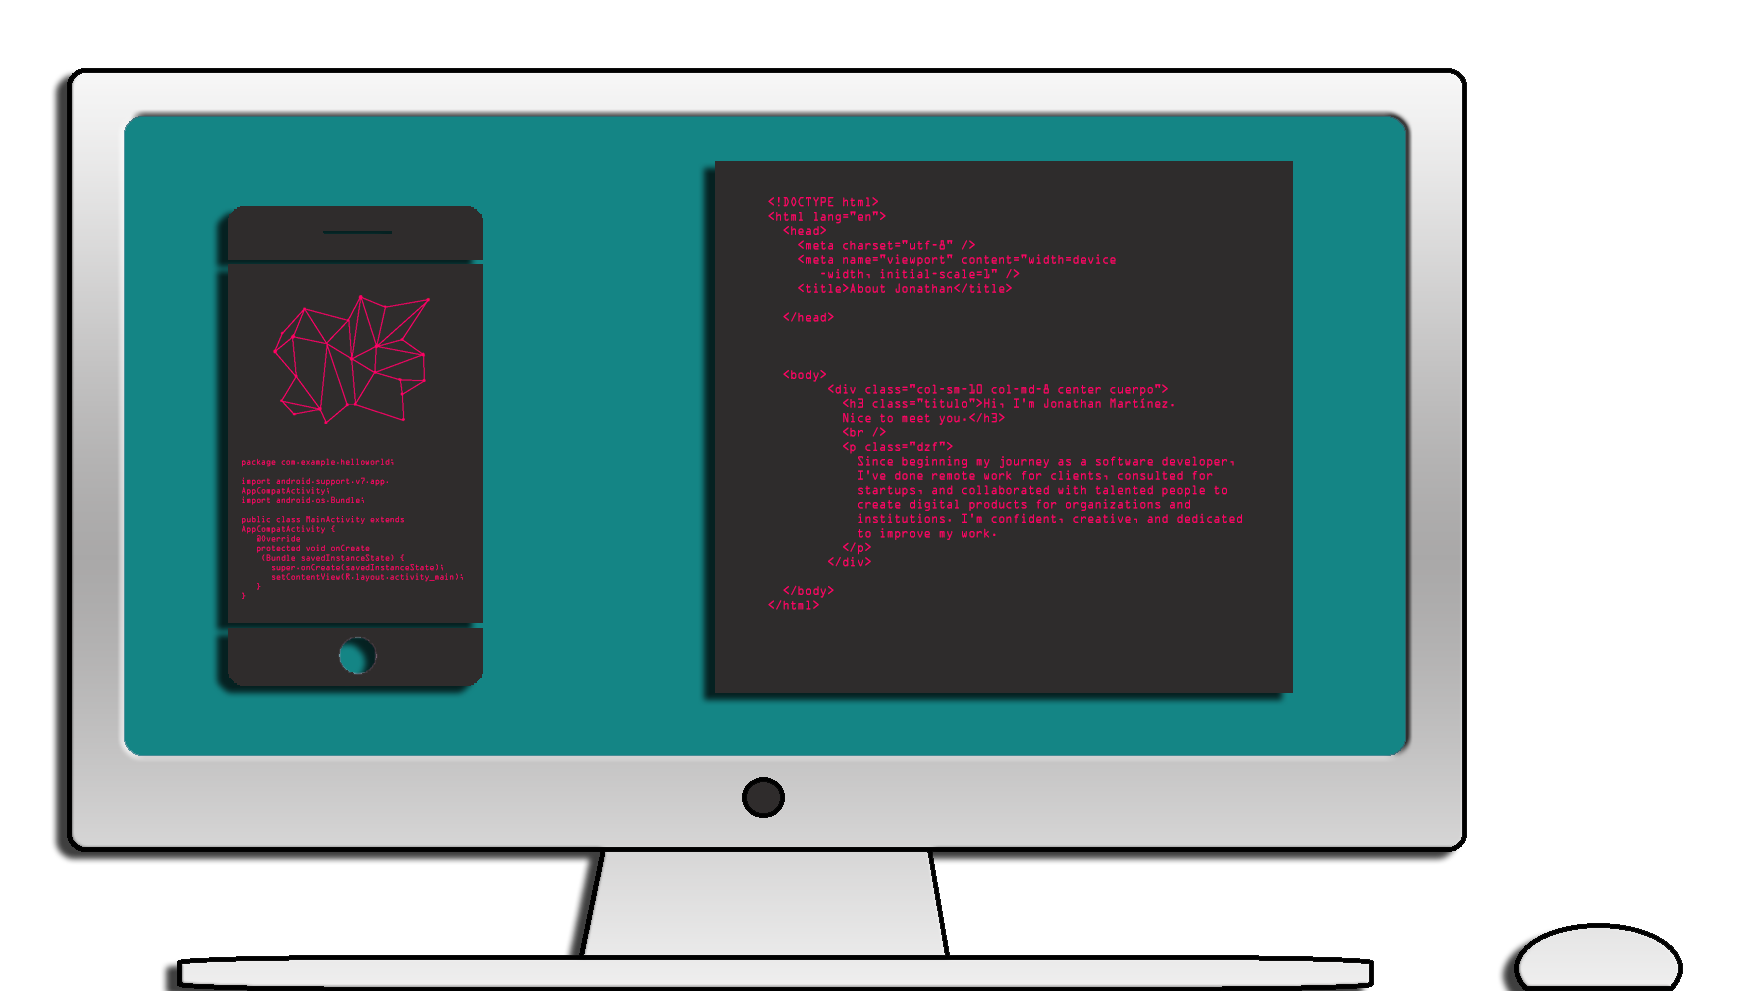 package com.example.helloworld;
import android.support.v7.app.
AppCompatActivity;
import android.os.Bundle;
public class MainActivity extends
AppCompatActivity {
@Override
protected void onCreate
(Bundle savedInstanceState) {
super.onCreate(savedInstanceState);
setContentView(R.layout.activity_main);
}
}
<!DOCTYPE html>
<html lang="en">
<head>
<meta charset="utf-8" />
<meta name="viewport" content="width=device
-width, initial-scale=1" />
<title>About Jonathan</title>
</head>
<body>
<div class="col-sm-10 col-md-8 center cuerpo">
<h3 class="titulo">Hi, I'm Jonathan Martínez.
Nice to meet you.</h3>
<br />
<p class="dzf">
Since beginning my journey as a software developer,
I've done remote work for clients, consulted for
startups, and collaborated with talented people to
create digital products for organizations and
institutions. I'm confident, creative, and dedicated
to improve my work.
</p>
</div>
</body>
</html>